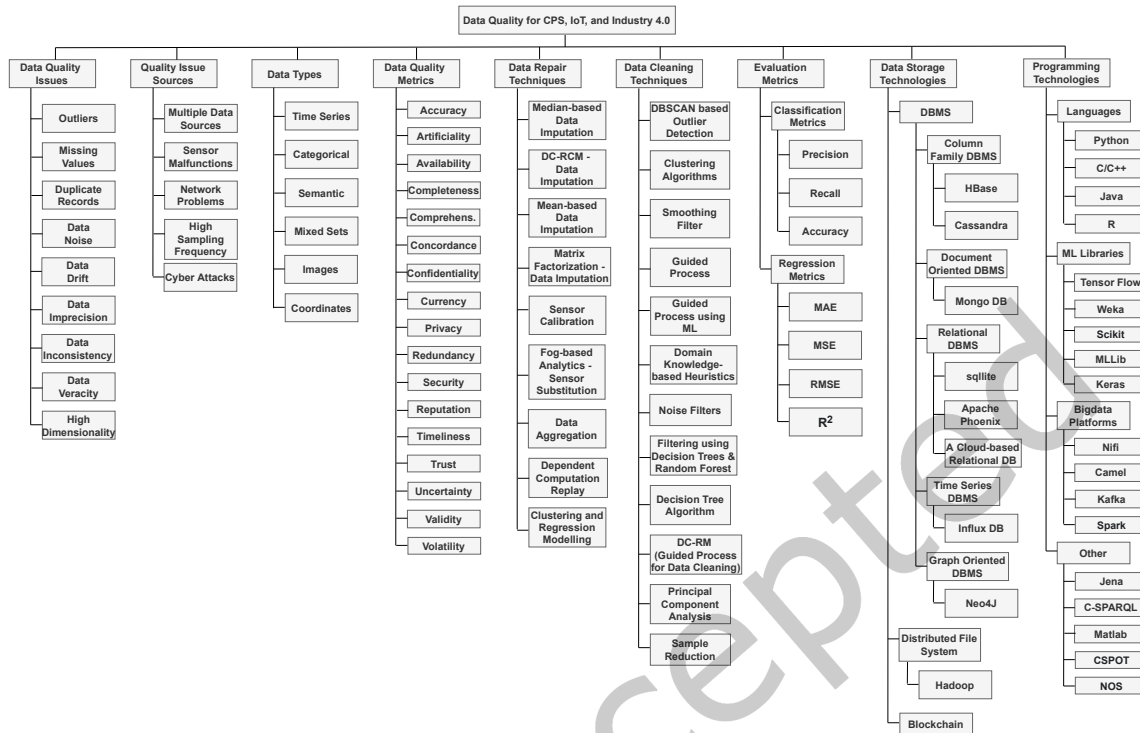 Data Quality for CPS, IoT, and Industry 4.0
Data Quality
Issues
Outliers
Missing
Values
Duplicate
Records
Data
Noise
Data
Drift
Data
Imprecision
Data
Inconsistency
Data
Veracity
High
Dimensionality
Quality Issue
Sources
Multiple Data
Sources
Sensor
Malfunctions
Network
Problems
High
Sampling
Frequency
Cyber Attacks
Data Types
Time Series
Categorical
Semantic
Mixed Sets
Images
Coordinates
Data Quality
Metrics
Accuracy
Artificiality
Availability
Completeness
Comprehens.
Concordance
Confidentiality
Currency
Privacy
Redundancy
Security
Reputation
Timeliness
Trust
Uncertainty
Validity
Volatility
Data Repair
Techniques
Median-based
Data
Imputation
DC-RCM -
Data
Imputation
Mean-based
Data
Imputation
Matrix
Factorization -
Data Imputation
Sensor
Calibration
Fog-based
Analytics -
Sensor
Substitution
Data
Aggregation
Dependent
Computation
Replay
Clustering and
Regression
Modelling
Data Cleaning
Techniques
DBSCAN based
Outlier
Detection
Clustering
Algorithms
Smoothing
Filter
Guided
Process
Guided
Process using
ML
Domain
Knowledge-
based Heuristics
Noise Filters
Filtering using
Decision Trees &
Random Forest
Decision Tree
Algorithm
DC-RM
(Guided Process
for Data Cleaning)
Principal
Component
Analysis
Sample
Reduction
Evaluation
Metrics
Classification
Metrics
Precision
Recall
Accuracy
Regression
Metrics
MAE
MSE
RMSE
R²
Data Storage
Technologies
DBMS
Column
Family DBMS
HBase
Cassandra
Document
Oriented DBMS
Mongo DB
Relational
DBMS
sqllite
Apache
Phoenix
A Cloud-based
Relational DB
Time Series
DBMS
Influx DB
Graph Oriented
DBMS
Neo4J
Distributed File
System
Hadoop
Blockchain
Programming
Technologies
Languages
Python
C/C++
Java
R
ML Libraries
Tensor Flow
Weka
Scikit
MLLib
Keras
Bigdata
Platforms
Nifi
Camel
Kafka
Spark
Other
Jena
C-SPARQL
Matlab
CSPOT
NOS
cepted